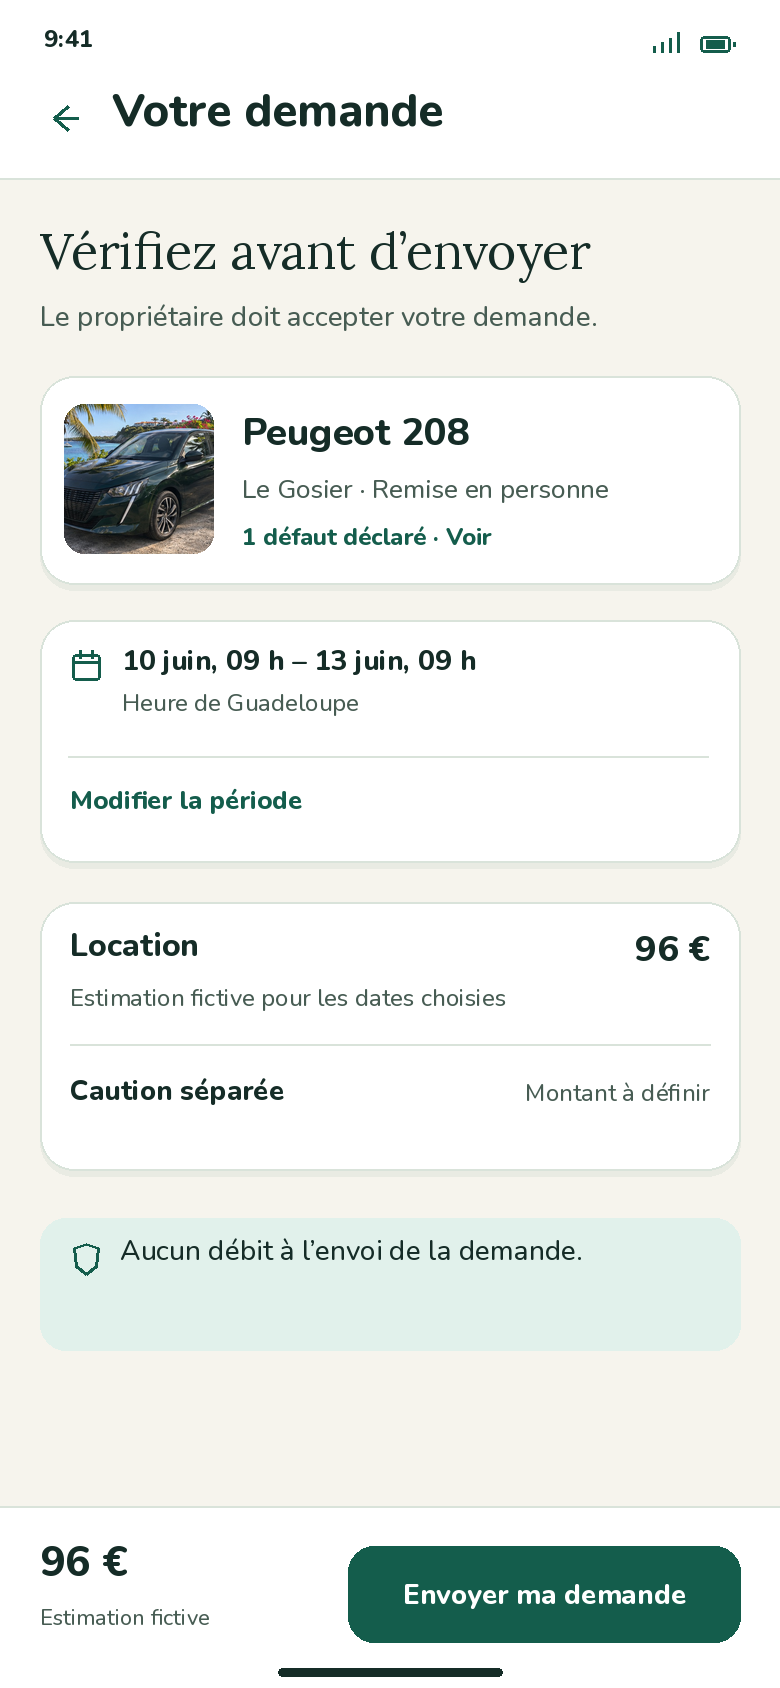 9:41
Votre demande
Vérifiez avant d’envoyer
Le propriétaire doit accepter votre demande.
Peugeot 208
Le Gosier · Remise en personne
1 défaut déclaré · Voir
10 juin, 09 h – 13 juin, 09 h
Heure de Guadeloupe
Modifier la période
Location
96 €
Estimation fictive pour les dates choisies
Caution séparée
Montant à définir
Aucun débit à l’envoi de la demande.
96 €
Estimation fictive
Envoyer ma demande